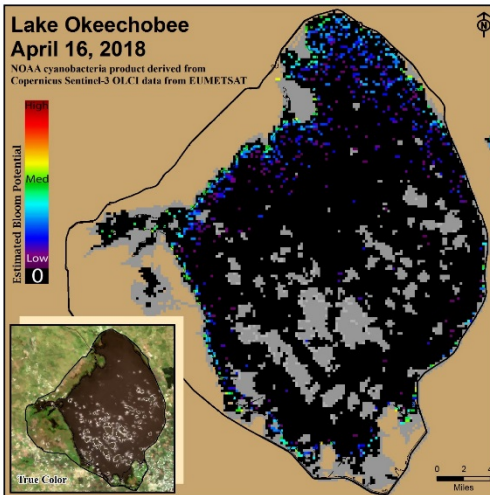 Lake Okeechobee
April 16, 2018
NOAA cyanobacteria product derived from
Copernicus Sentinel-3 OLCI data from EUMETSAT
N
Estimated Bloom Potential
High
Med
Low
0
True Color
0 2 4
Miles